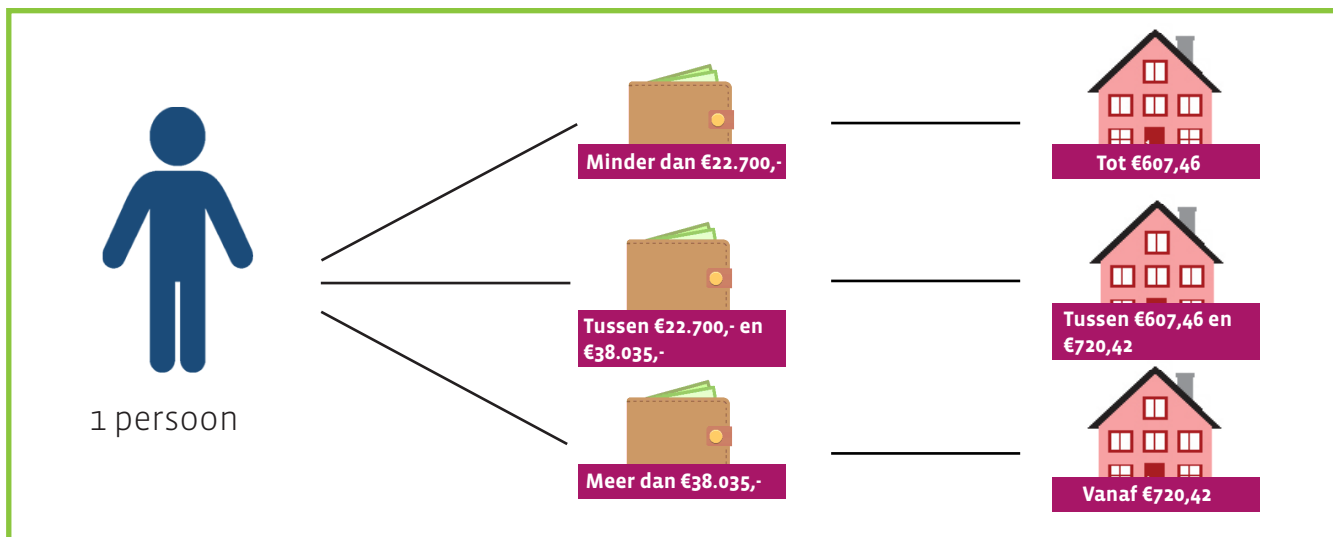 1 persoon
Minder dan €22.700,-
Tot €607,46
Tussen €22.700,- en
€38.035,-
Tussen €607,46 en
€720,42
Meer dan €38.035,-
Vanaf €720,42